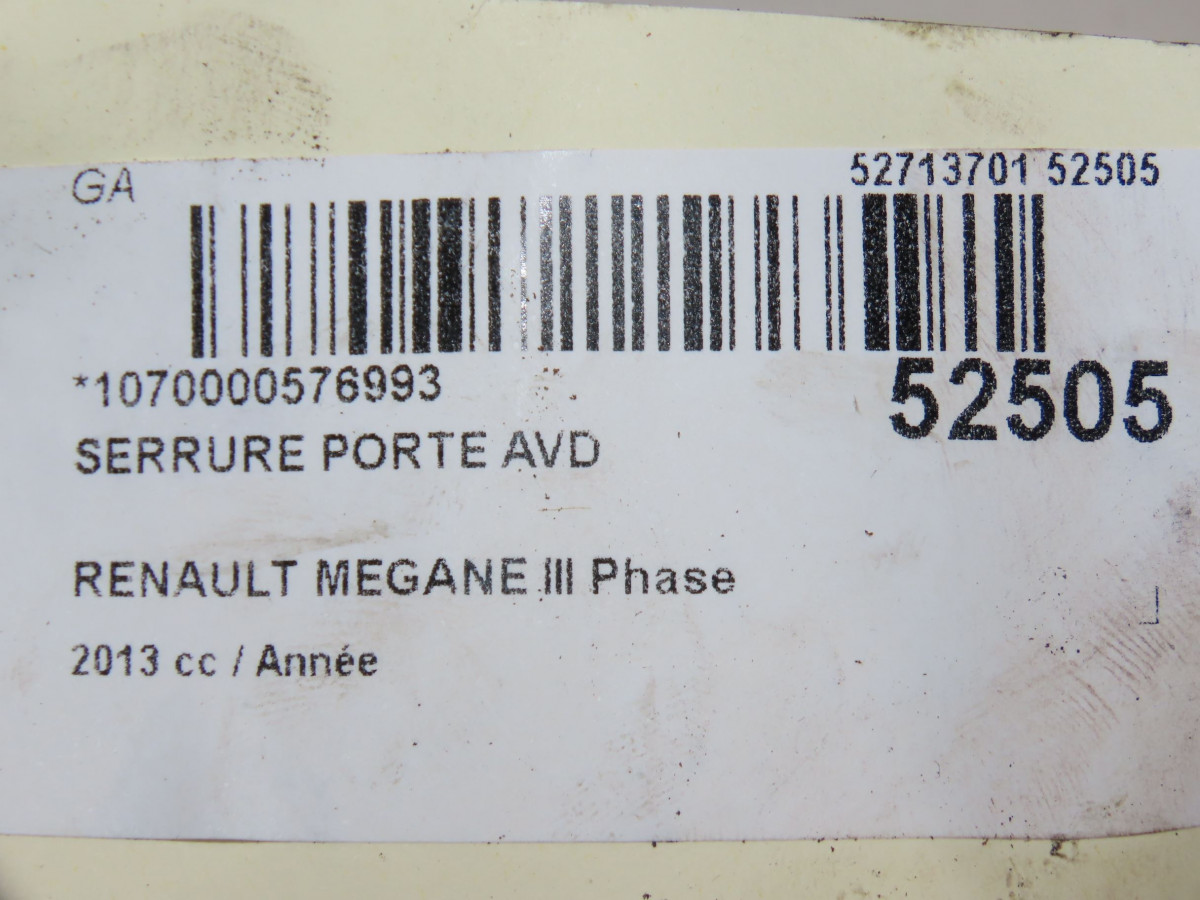 GA
52713701 52505
*1070000576993
52505
SERRURE PORTE AVD
RENAULT MEGANE III Phase
2013 cc / Année